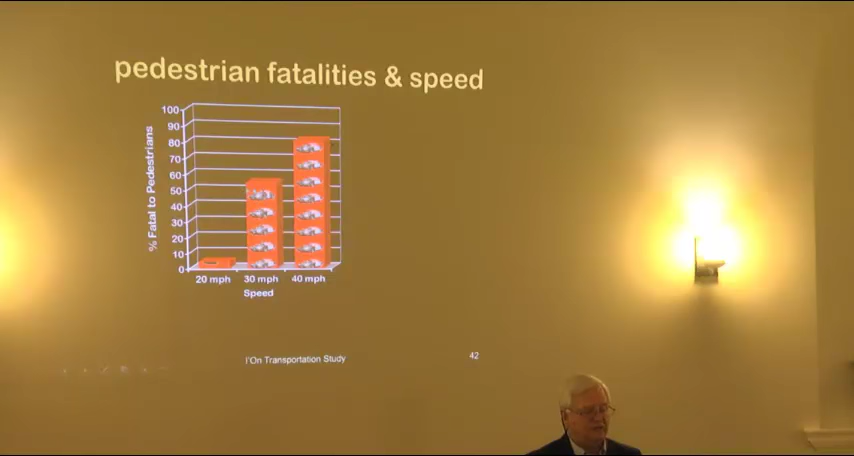 pedestrian fatalities & speed
% Fatal to Pedestrians
100
90
80
70
60
50
40
30
20
10
0
20 mph 30 mph 40 mph
Speed
I'On Transportation Study
42